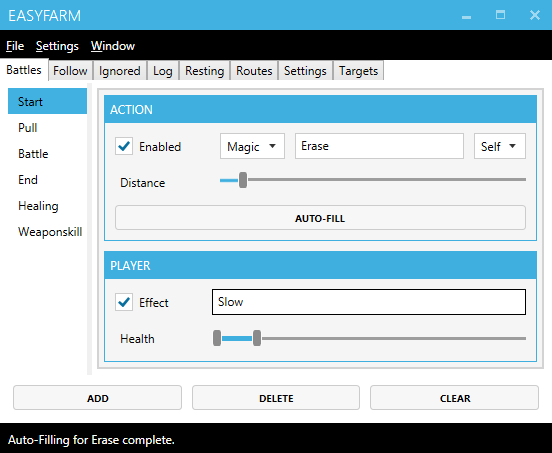 EASYFARM
File Settings Window
Battles Follow Ignored Log Resting Routes Settings Targets
Start
Pull
Battle
End
Healing
Weaponskill
ACTION
Enabled Magic Erase Self
Distance
AUTO-FILL
PLAYER
Effect Slow
Health
ADD DELETE CLEAR
Auto-Filling for Erase complete.